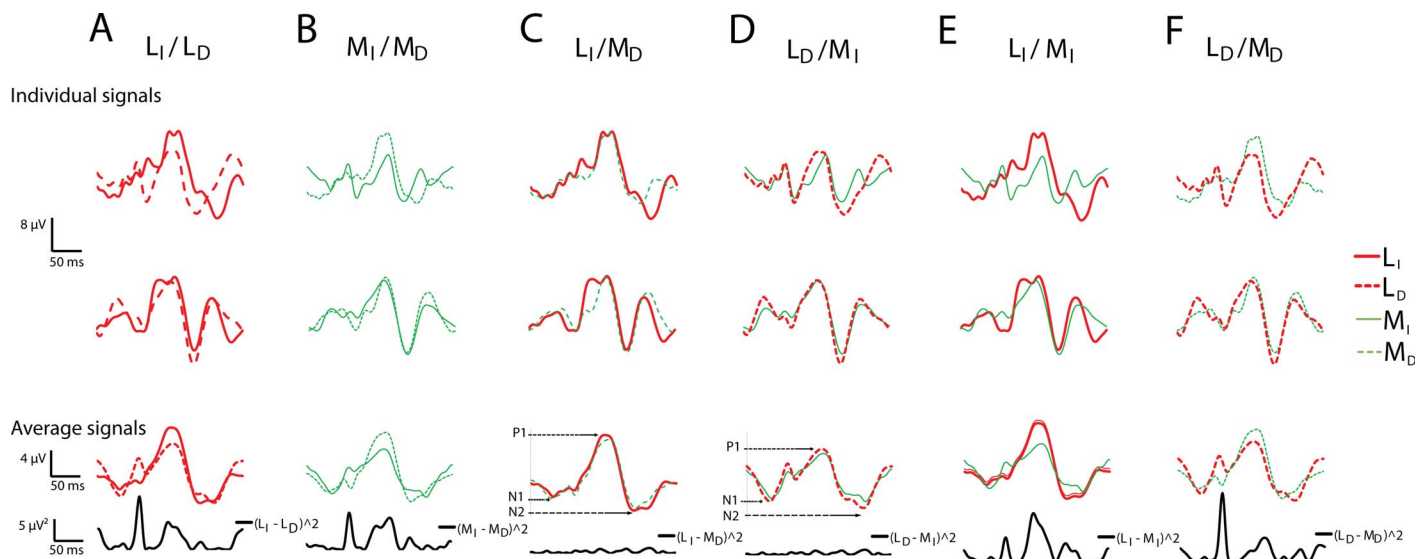 A L_I/L_D
B M_I/M_D
C L_I/M_D
D L_D/M_I
E L_I/M_I
F L_D/M_D
Individual signals
8 µV
50 ms
L_I
L_D
M_I
M_D
Average signals
4 µV
50 ms
P1
N1
N2
P1
N1
N2
5 µV²
50 ms
(L_I - L_D)^2
(M_I - M_D)^2
(L_I - M_D)^2
(L_D - M_I)^2
(L_I - M_I)^2
(L_D - M_D)^2